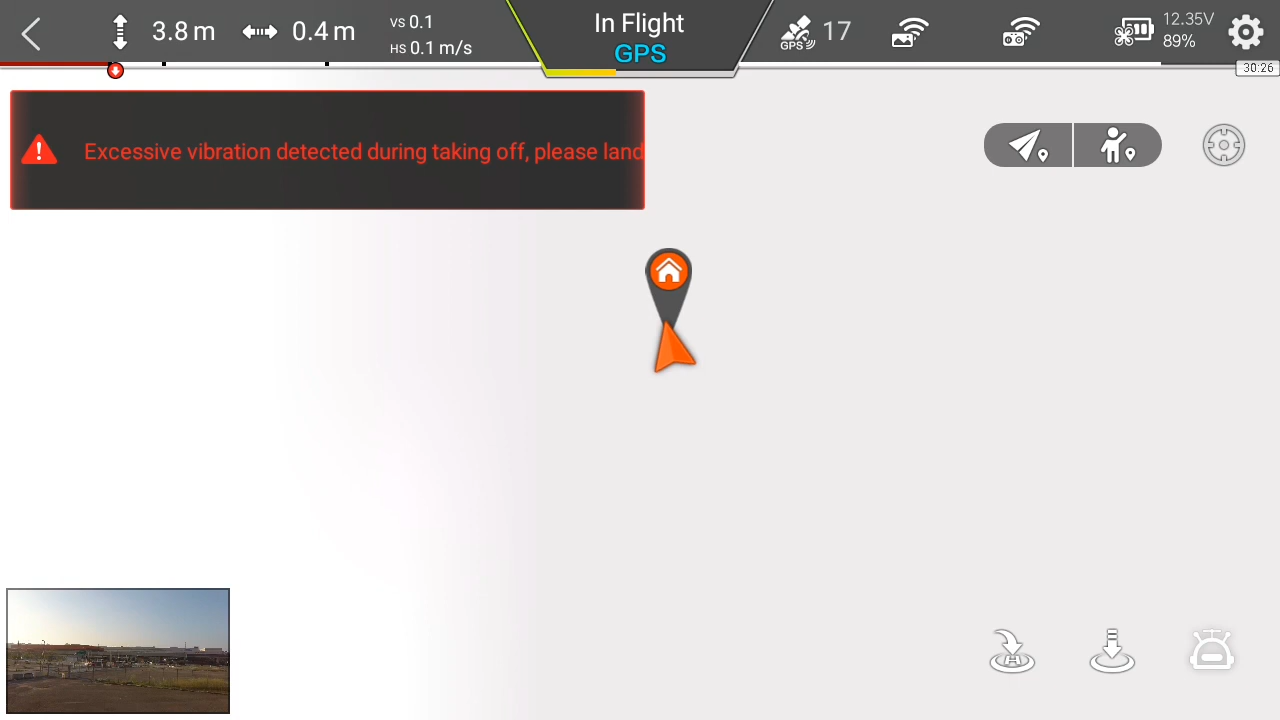 3.8 m
0.4 m
VS 0.1
HS 0.1 m/s
In Flight
GPS
GPS
17
12.35V
89%
30:26
Excessive vibration detected during taking off, please land
H